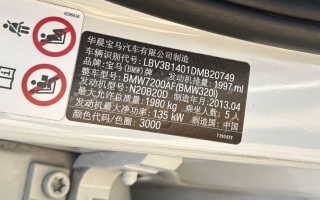 华晨宝马汽车有限公司制造
车辆识别代号: LBV3B1401DMB20749
品牌: 宝马(BMW)牌 发动机排量: 1997 ml
整车型号: BMW7200AF(BMW320i)
发动机型号: N20B20D 制造年月: 2013.04
最大允许总质量: 1980 kg 乘坐人数: 5 人
发动机最大净功率: 135 kW 制造国: 中国
颜色代码/色圈: 3000